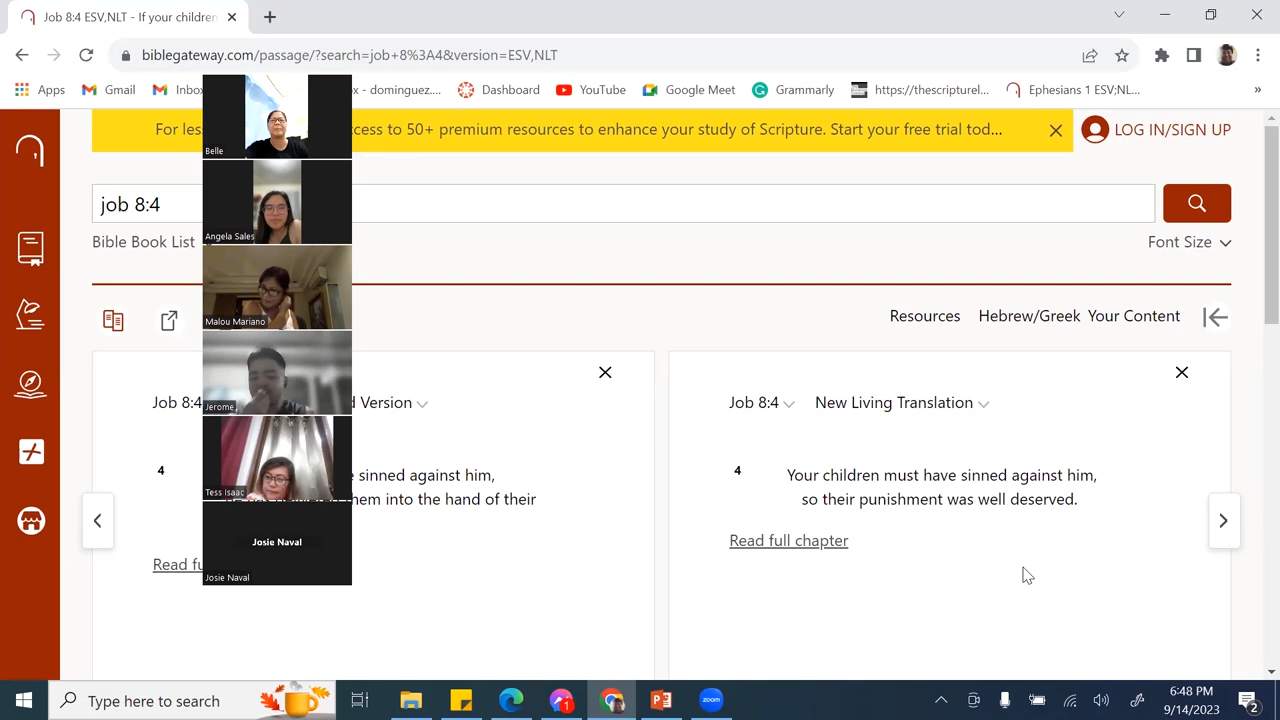 Job 8:4 ESV,NLT - If your children
biblegateway.com/passage/?search=job+8%3A4&version=ESV,NLT
Apps Gmail Inbox x - dominguez.... Dashboard YouTube Google Meet Grammarly https://thescripturel... Ephesians 1 ESV;NL... »
For les ccess to 50+ premium resources to enhance your study of Scripture. Start your free trial tod...
LOG IN/SIGN UP
Belle
job 8:4
Bible Book List
Font Size
Angela Sales
Resources Hebrew/Greek Your Content
Malou Mariano
Job 8:4 d Version
Job 8:4 New Living Translation
Jerome
4 sinned against him,
hem into the hand of their
4 Your children must have sinned against him,
so their punishment was well deserved.
Tess Isaac
Read full chapter
Josie Naval
Read fu
Josie Naval
Type here to search
1
zoom
6:48 PM
9/14/2023
2